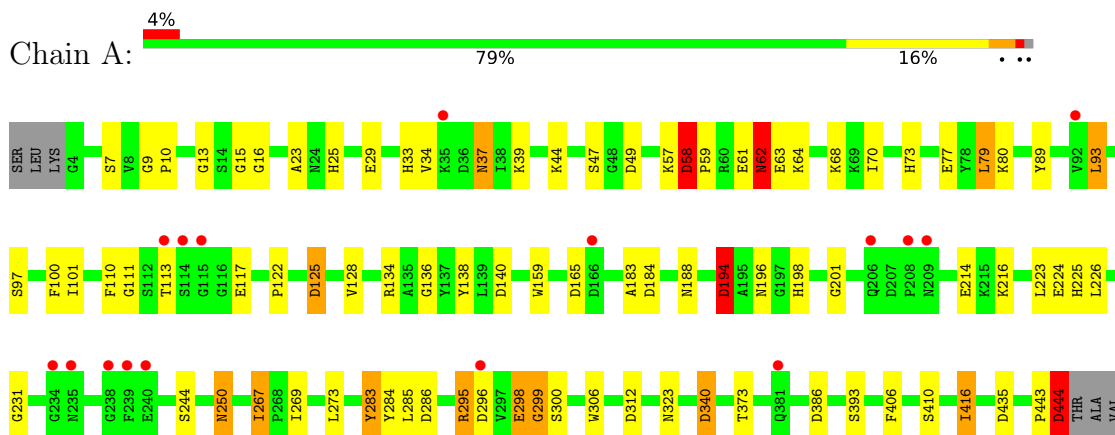 4%
Chain A:
79% 16% • ••
SER LEU LYS G4 S7 V8 G9 P10 G13 S14 G15 G16 A23 N24 H25 E29 H33 V34 K35 D36 N37 I38 K39 K44 S47 G48 D49 K57 D58 P59 R60 E61 N62 E63 K64 K68 K69 I70 H73 E77 Y78 L79 K80 Y89 V92 L93
S97 F100 I101 F110 G111 S112 T113 S114 G115 G116 E117 P122 D125 V128 R134 A135 G136 Y137 Y138 L139 D140 W159 D165 D166 A183 D184 N188 D194 A195 N196 G197 H198 G201 Q206 D207 P208 N209 E214 K215 K216 L223 E224 H225 L226
G231 G234 N235 G238 F239 E240 S244 N250 I267 P268 I269 L273 Y283 Y284 L285 D286 R295 D296 V297 E298 G299 S300 W306 D312 N323 D340 T373 Q381 D386 S393 F406 S410 I416 D435 P443 D444 THR ALA VAL